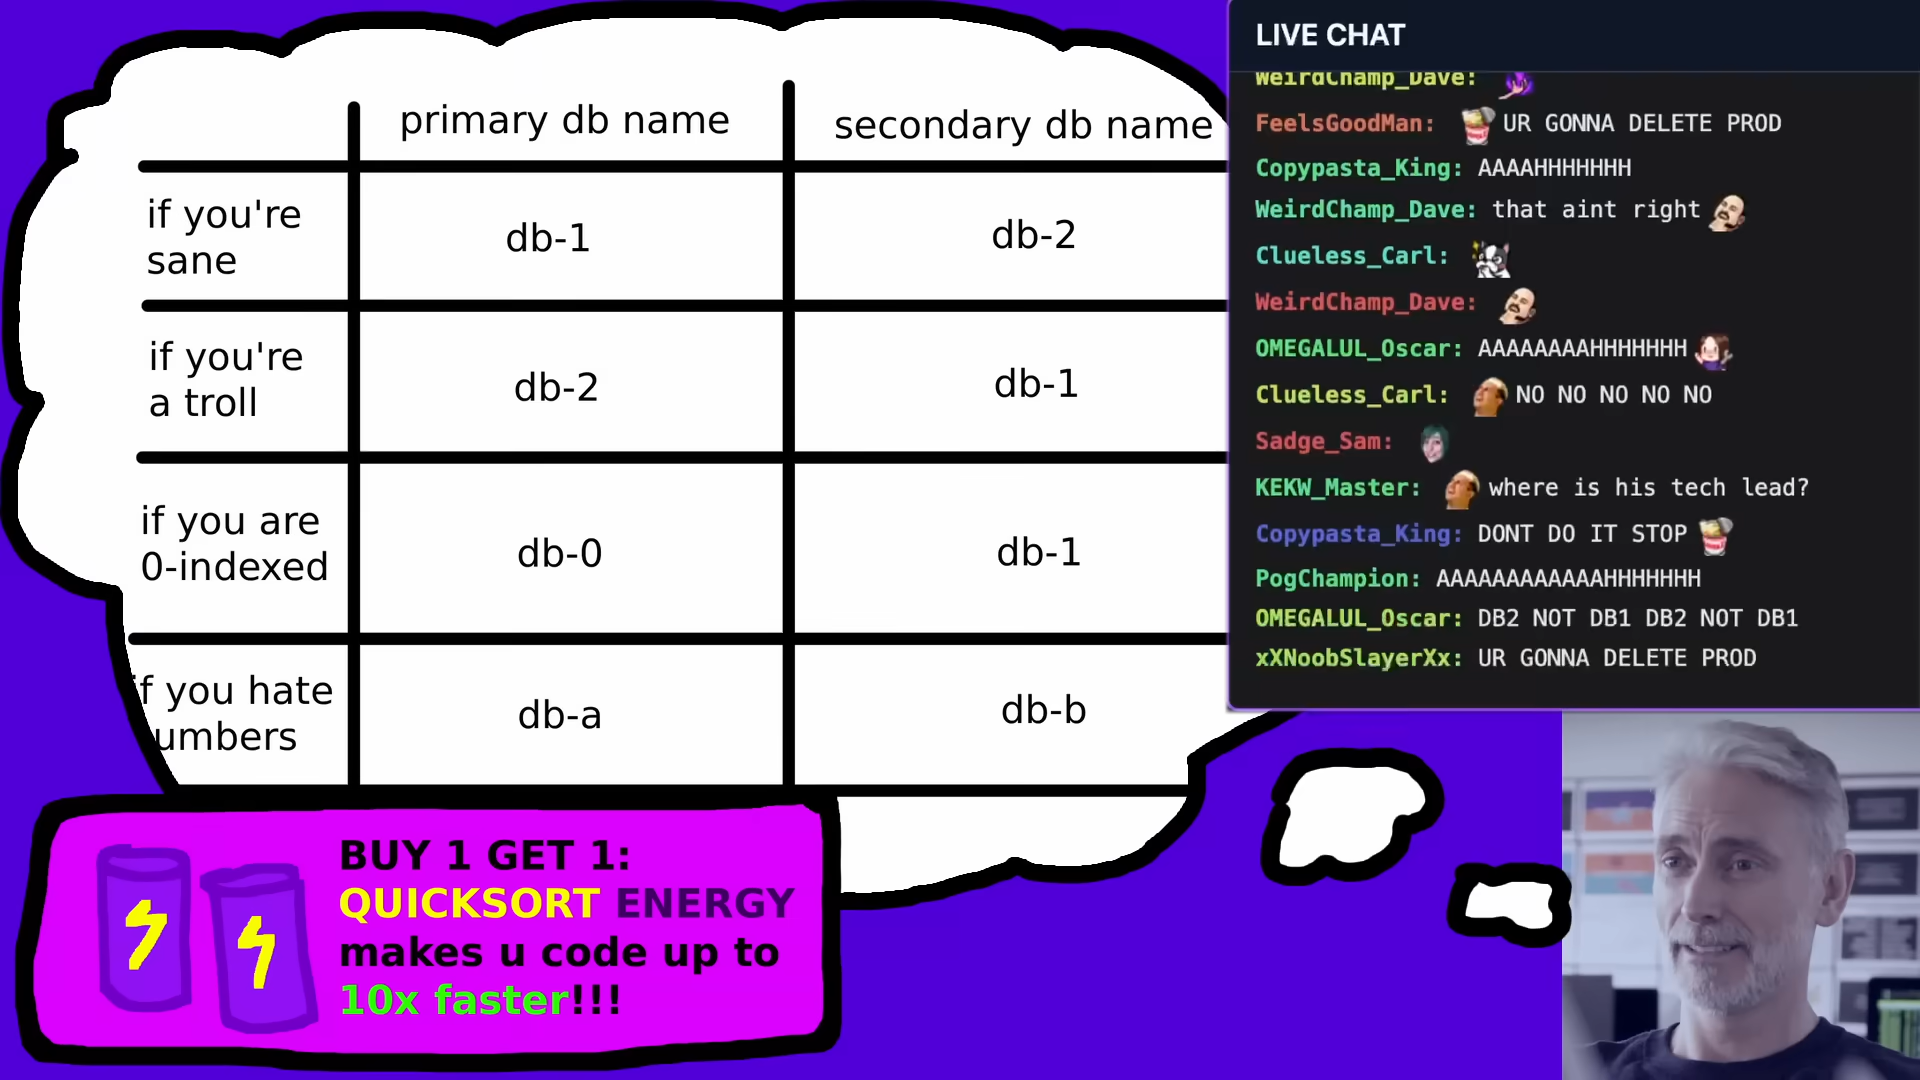 primary db name
secondary db name
if you're
sane
db-1
db-2
if you're
a troll
db-2
db-1
if you are
0-indexed
db-0
db-1
if you hate
umbers
db-a
db-b
BUY 1 GET 1:
QUICKSORT ENERGY
makes u code up to
10x faster!!!
LIVE CHAT
WeirdChamp_Dave:
FeelsGoodMan: UR GONNA DELETE PROD
Copypasta_King: AAAAHHHHHHH
WeirdChamp_Dave: that aint right
Clueless_Carl:
WeirdChamp_Dave:
OMEGALUL_Oscar: AAAAAAAAHHHHHHH
Clueless_Carl: NO NO NO NO NO
Sadge_Sam:
KEKW_Master: where is his tech lead?
Copypasta_King: DONT DO IT STOP
PogChampion: AAAAAAAAAAAAHHHHHHH
OMEGALUL_Oscar: DB2 NOT DB1 DB2 NOT DB1
xXNoobSlayerXx: UR GONNA DELETE PROD